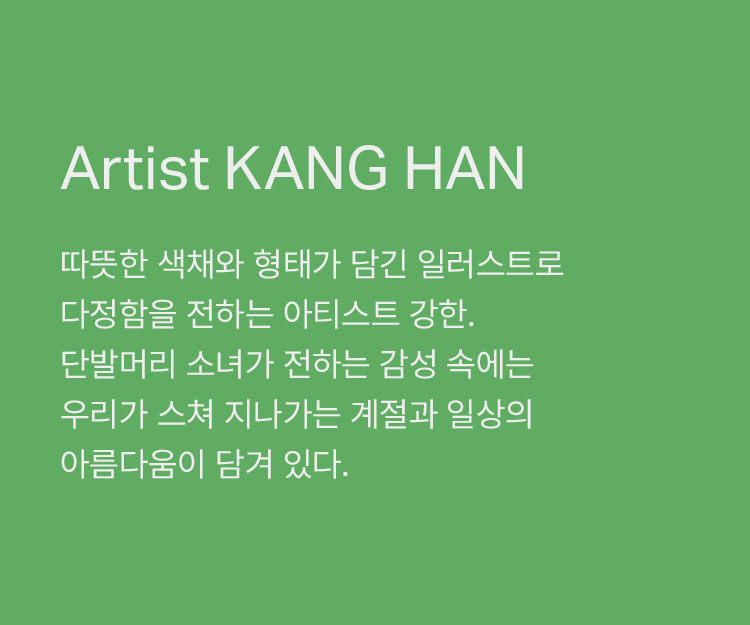 Artist KANG HAN
따뜻한 색채와 형태가 담긴 일러스트로
다정함을 전하는 아티스트 강한.
단발머리 소녀가 전하는 감성 속에는
우리가 스쳐 지나가는 계절과 일상의
아름다움이 담겨 있다.